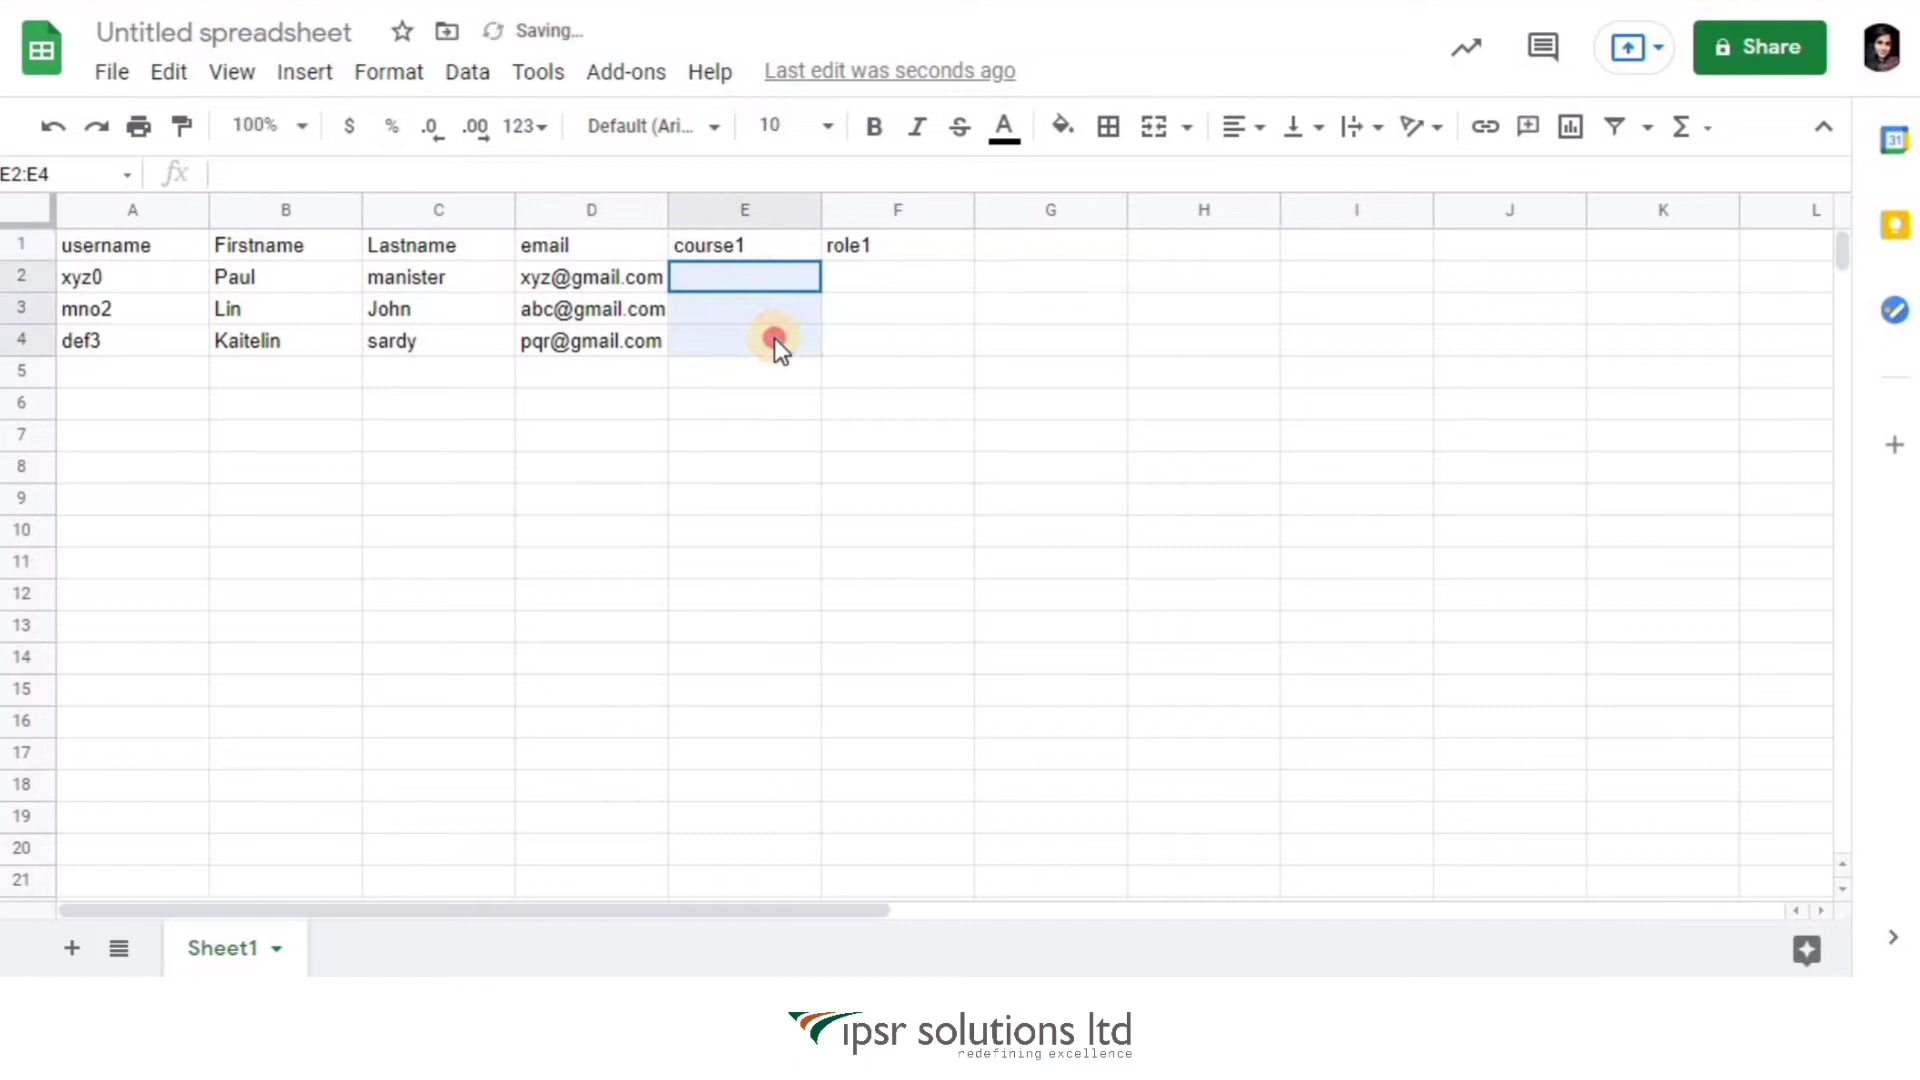 Untitled spreadsheet Saving...
File Edit View Insert Format Data Tools Add-ons Help Last edit was seconds ago
Share
100% $ % .0 .00 123 Default (Ari... 10 B I S A Σ
31
E2:E4 fx
A B C D E F G H I J K L
1 username Firstname Lastname email course1 role1
2 xyz0 Paul manister xyz@gmail.com
3 mno2 Lin John abc@gmail.com
4 def3 Kaitelin sardy pqr@gmail.com
5
6
7
8
9
10
11
12
13
14
15
16
17
18
19
20
21
Sheet1
ipsr solutions ltd
redefining excellence